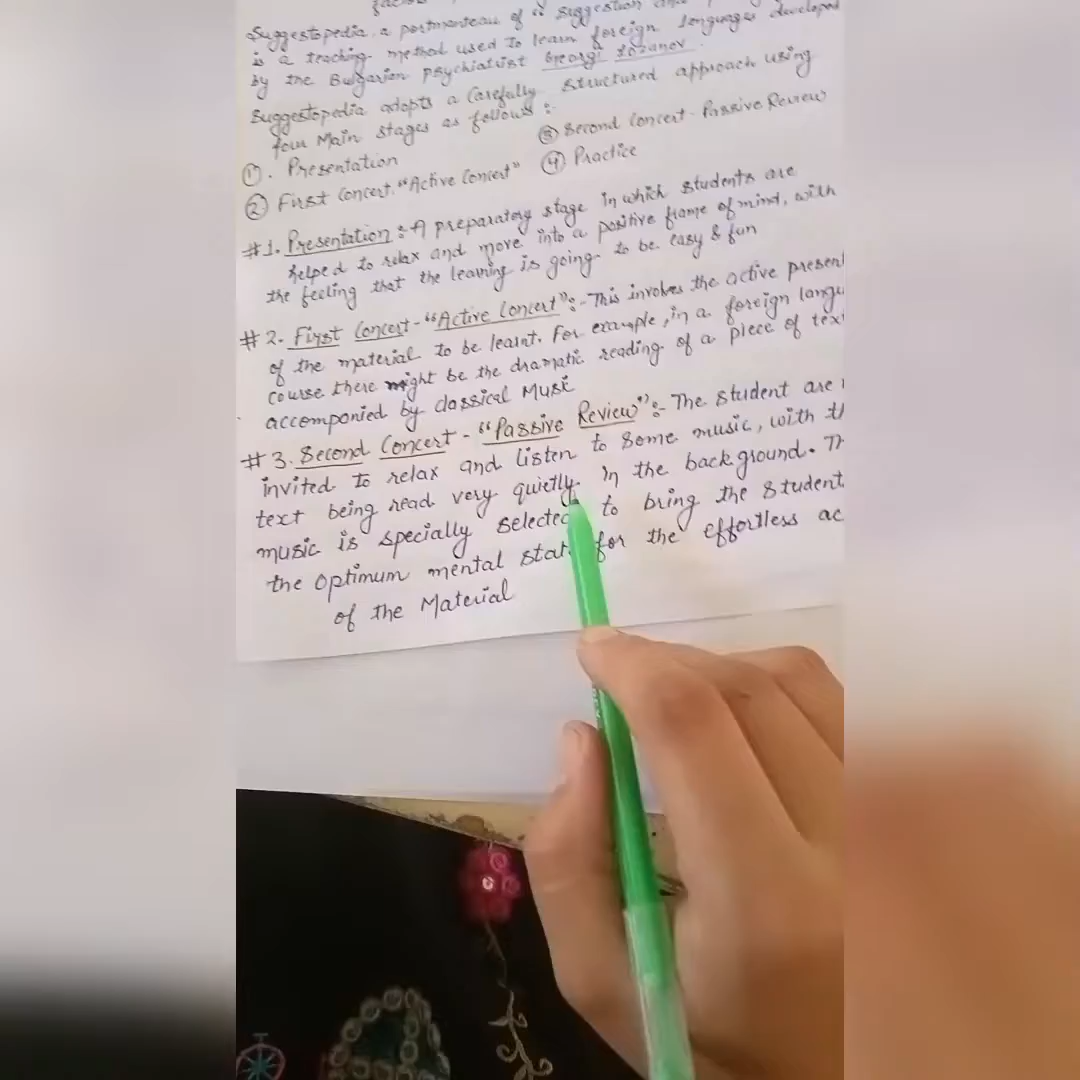 Suggestopedia, a portmanteau of "Suggestion and
is a teaching method used to learn foreign languages developed
by the Bulgarian psychiatrist Georgi Lozanov.
Suggestopedia adopts a carefully structured approach using
four Main stages as follows:
①. Presentation
② First Concert. "Active Concert"
③ Second Concert - Passive Review
④ Practice
#1. Presentation:- A preparatory stage in which students are
helped to relax and move into a positive frame of mind, with
the feeling that the learning is going to be easy & fun
#2. First Concert - "Active Concert":- This involves the active presen
of the material to be learnt. For example, in a foreign langu
course there might be the dramatic reading of a piece of text
accompanied by classical Music
#3. Second Concert - "Passive Review":- The student are
invited to relax and listen to some music, with th
text being read very quietly in the background. Th
music is specially selected to bring the student
the optimum mental stat for the effortless ac
of the Material